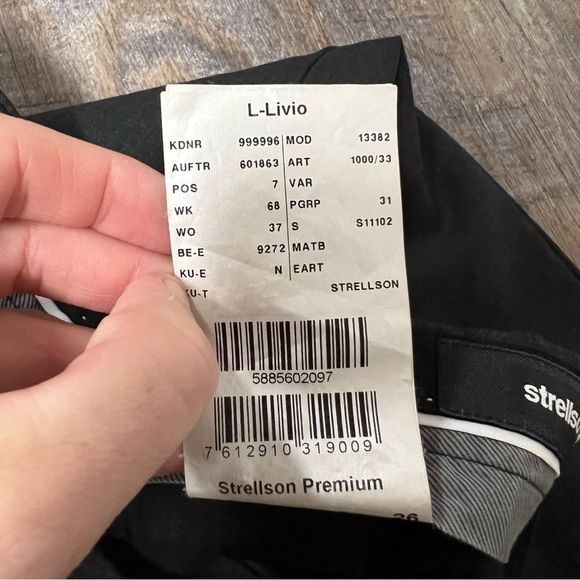 L-Livio
KDNR 999996 MOD 13382
AUFTR 601863 ART 1000/33
POS 7 VAR
WK 68 PGRP 31
WO 37 S S11102
BE-E 9272 MATB
KU-E N EART
KU-T STRELLSON
5885602097
7 612910 319009
Strellson Premium